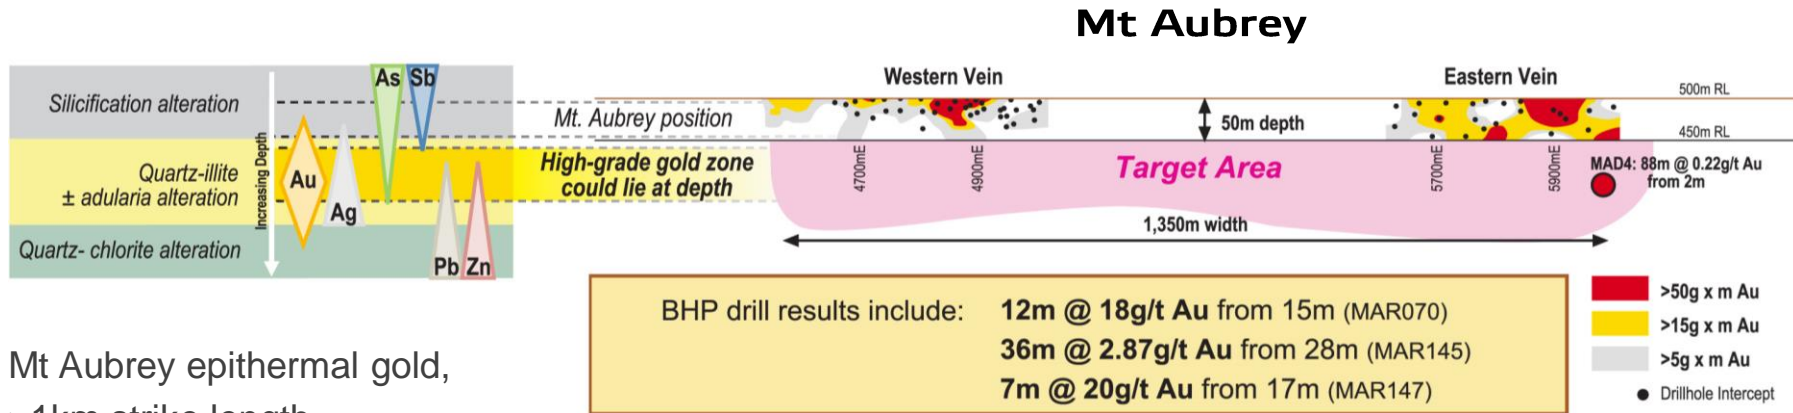 Mt Aubrey
As Sb
Silicification alteration
Mt. Aubrey position
Quartz-illite
± adularia alteration
Increasing Depth
Au
Ag
High-grade gold zone
could lie at depth
Quartz- chlorite alteration
Pb Zn
Western Vein
Eastern Vein
500m RL
50m depth
450m RL
4700mE
4900mE
Target Area
5700mE
5900mE
MAD4: 88m @ 0.22g/t Au
from 2m
1,350m width
BHP drill results include: 12m @ 18g/t Au from 15m (MAR070)
36m @ 2.87g/t Au from 28m (MAR145)
7m @ 20g/t Au from 17m (MAR147)
>50g x m Au
>15g x m Au
>5g x m Au
Drillhole Intercept
Mt Aubrey epithermal gold,
1km strike length